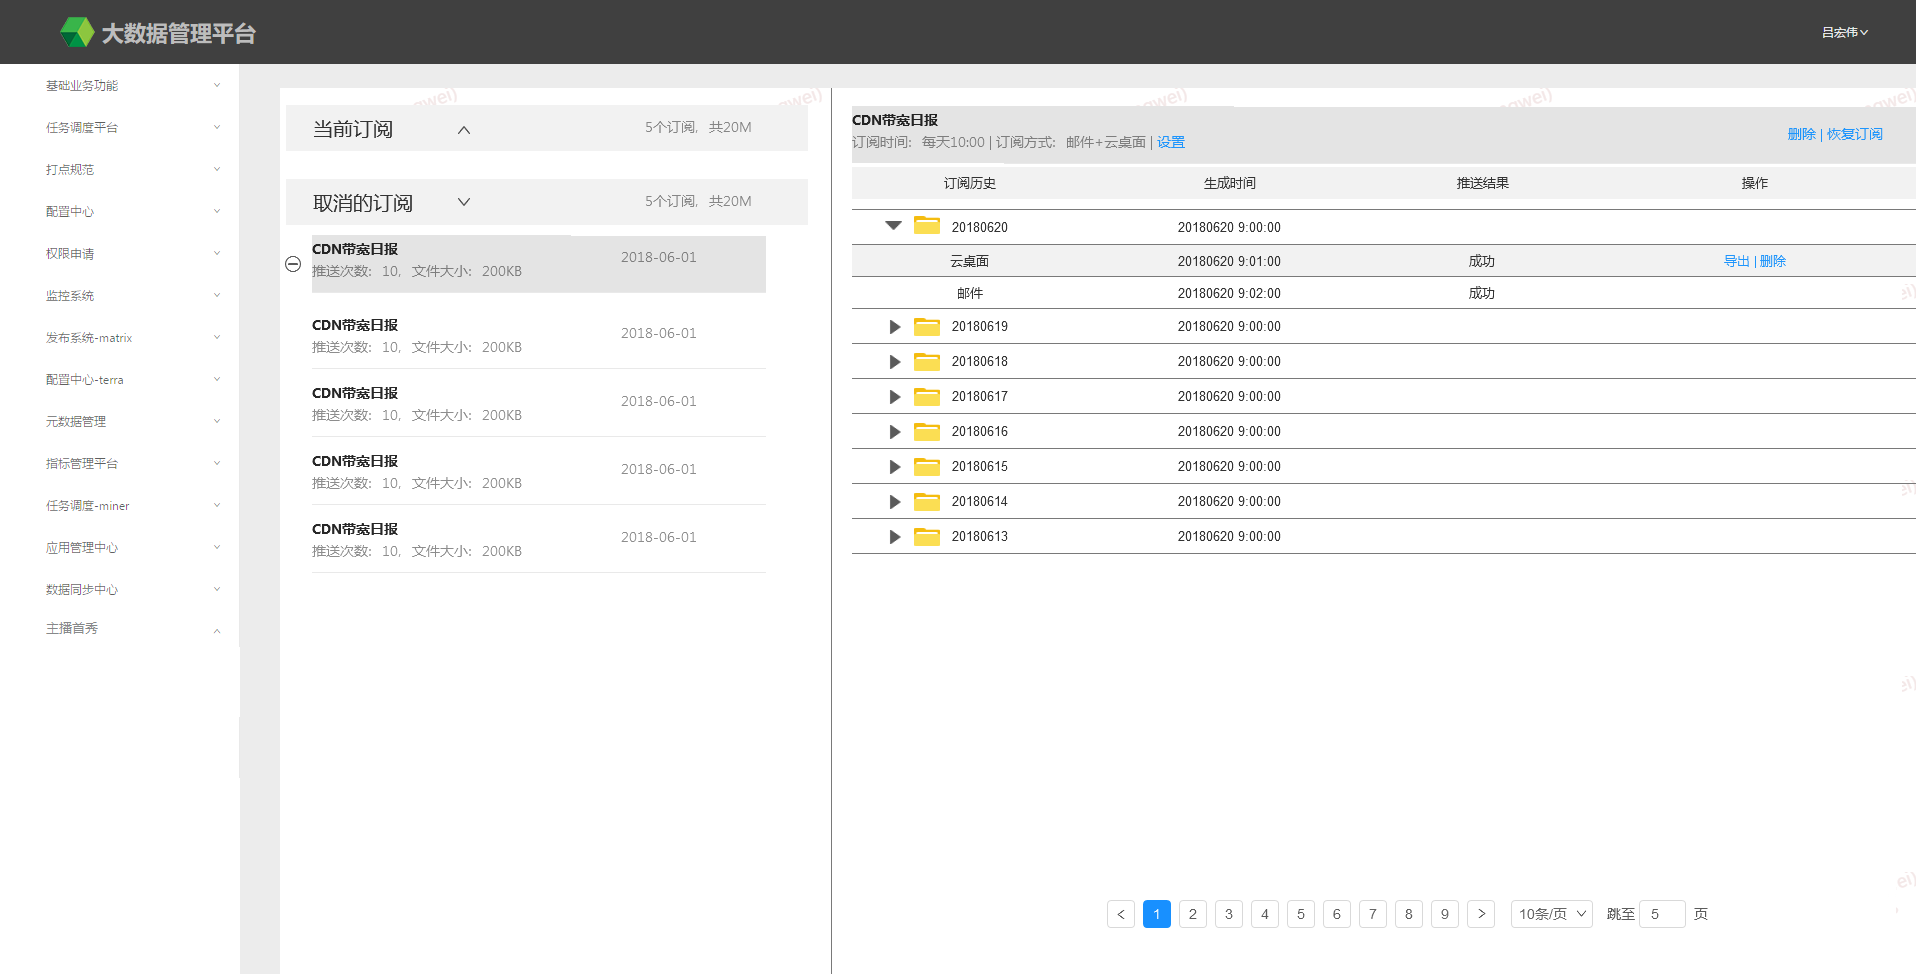 大数据管理平台
吕宏伟
基础业务功能
任务调度平台
打点规范
配置中心
权限申请
监控系统
发布系统-matrix
配置中心-terra
元数据管理
指标管理平台
任务调度-miner
应用管理中心
数据同步中心
主播首秀
当前订阅 5个订阅, 共20M
取消的订阅 5个订阅, 共20M
CDN带宽日报 2018-06-01
推送次数: 10, 文件大小: 200KB
CDN带宽日报 2018-06-01
推送次数: 10, 文件大小: 200KB
CDN带宽日报 2018-06-01
推送次数: 10, 文件大小: 200KB
CDN带宽日报 2018-06-01
推送次数: 10, 文件大小: 200KB
CDN带宽日报 2018-06-01
推送次数: 10, 文件大小: 200KB
CDN带宽日报
订阅时间: 每天10:00 | 订阅方式: 邮件+云桌面 | 设置
删除 | 恢复订阅
订阅历史 生成时间 推送结果 操作
20180620 20180620 9:00:00
云桌面 20180620 9:01:00 成功 导出 | 删除
邮件 20180620 9:02:00 成功
20180619 20180620 9:00:00
20180618 20180620 9:00:00
20180617 20180620 9:00:00
20180616 20180620 9:00:00
20180615 20180620 9:00:00
20180614 20180620 9:00:00
20180613 20180620 9:00:00
< 1 2 3 4 5 6 7 8 9 > 10条/页 跳至 5 页